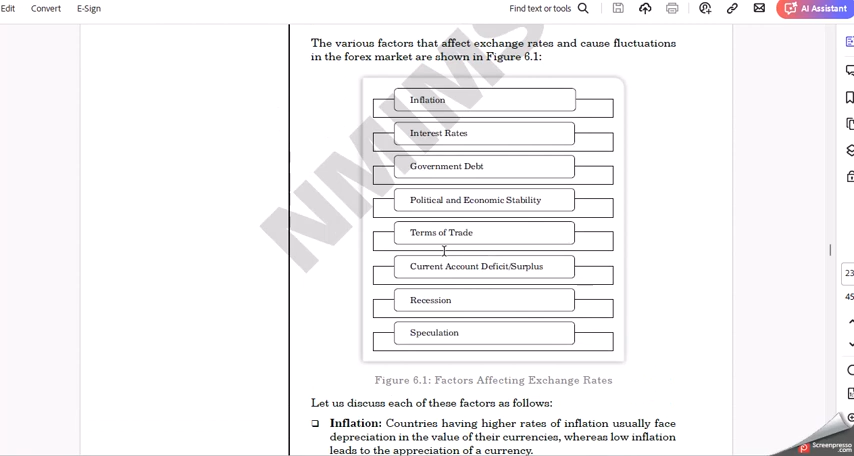 Edit Convert E-Sign Find text or tools AI Assistant
The various factors that affect exchange rates and cause fluctuations
in the forex market are shown in Figure 6.1:
NMIMS
Inflation
Interest Rates
Government Debt
Political and Economic Stability
Terms of Trade
Current Account Deficit/Surplus
Recession
Speculation
Figure 6.1: Factors Affecting Exchange Rates
Let us discuss each of these factors as follows:
❑ Inflation: Countries having higher rates of inflation usually face
depreciation in the value of their currencies, whereas low inflation
leads to the appreciation of a currency.
23
45
Screenpresso
.com